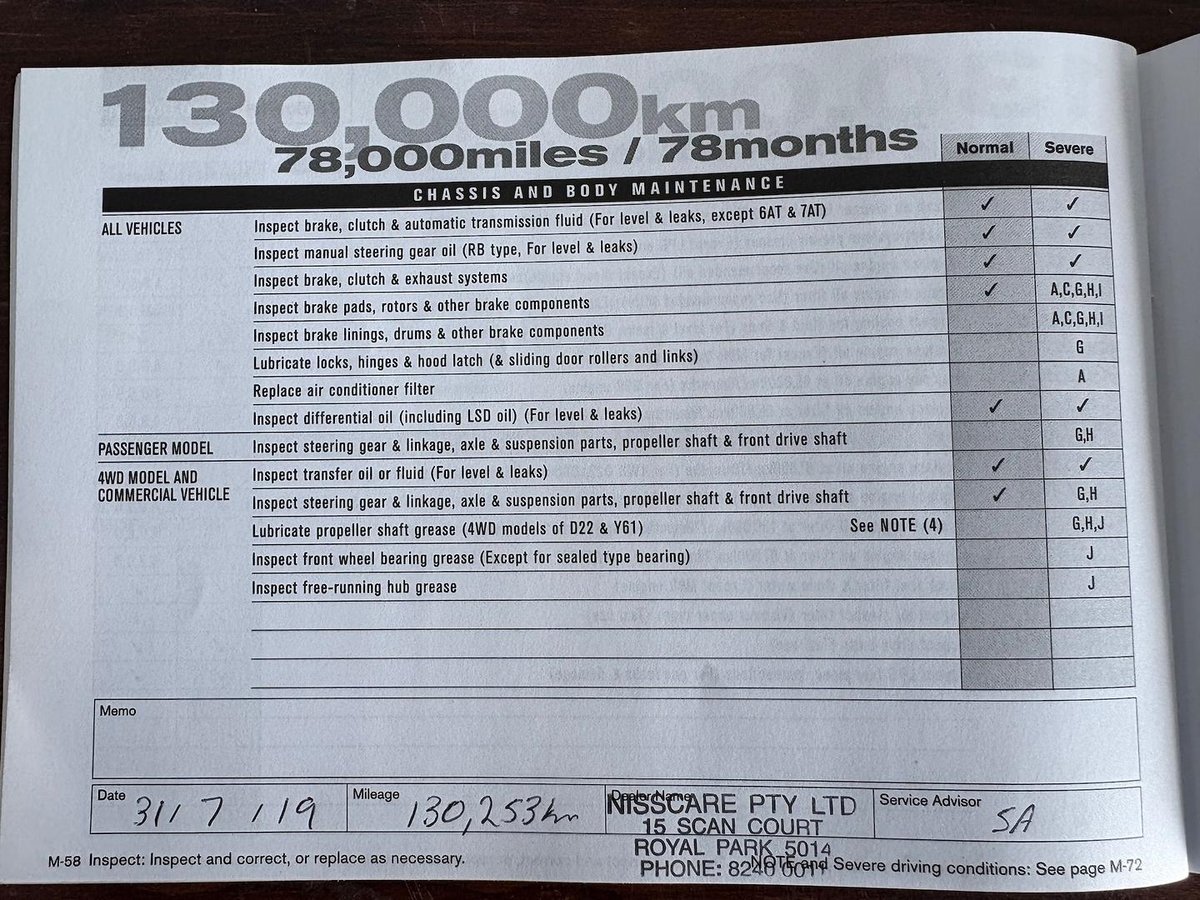 130,000km
78,000miles / 78months
Normal Severe
CHASSIS AND BODY MAINTENANCE
ALL VEHICLES Inspect brake, clutch & automatic transmission fluid (For level & leaks, except 6AT & 7AT) ✓ ✓
Inspect manual steering gear oil (RB type, For level & leaks) ✓ ✓
Inspect brake, clutch & exhaust systems ✓ ✓
Inspect brake pads, rotors & other brake components ✓ A,C,G,H,I
Inspect brake linings, drums & other brake components A,C,G,H,I
Lubricate locks, hinges & hood latch (& sliding door rollers and links) G
Replace air conditioner filter A
Inspect differential oil (including LSD oil) (For level & leaks) ✓ ✓
PASSENGER MODEL Inspect steering gear & linkage, axle & suspension parts, propeller shaft & front drive shaft G,H
4WD MODEL AND
COMMERCIAL VEHICLE
Inspect transfer oil or fluid (For level & leaks) ✓ ✓
Inspect steering gear & linkage, axle & suspension parts, propeller shaft & front drive shaft ✓ G,H
Lubricate propeller shaft grease (4WD models of D22 & Y61) See NOTE (4) G,H,J
Inspect front wheel bearing grease (Except for sealed type bearing) J
Inspect free-running hub grease J
Memo
Date 31/ 7 / 19
Mileage 130,253km
Dealer Name
NISSCARE PTY LTD
15 SCAN COURT
ROYAL PARK 5014
PHONE: 8240 0011
Service Advisor SA
M-58 Inspect: Inspect and correct, or replace as necessary.
NOTE and Severe driving conditions: See page M-72